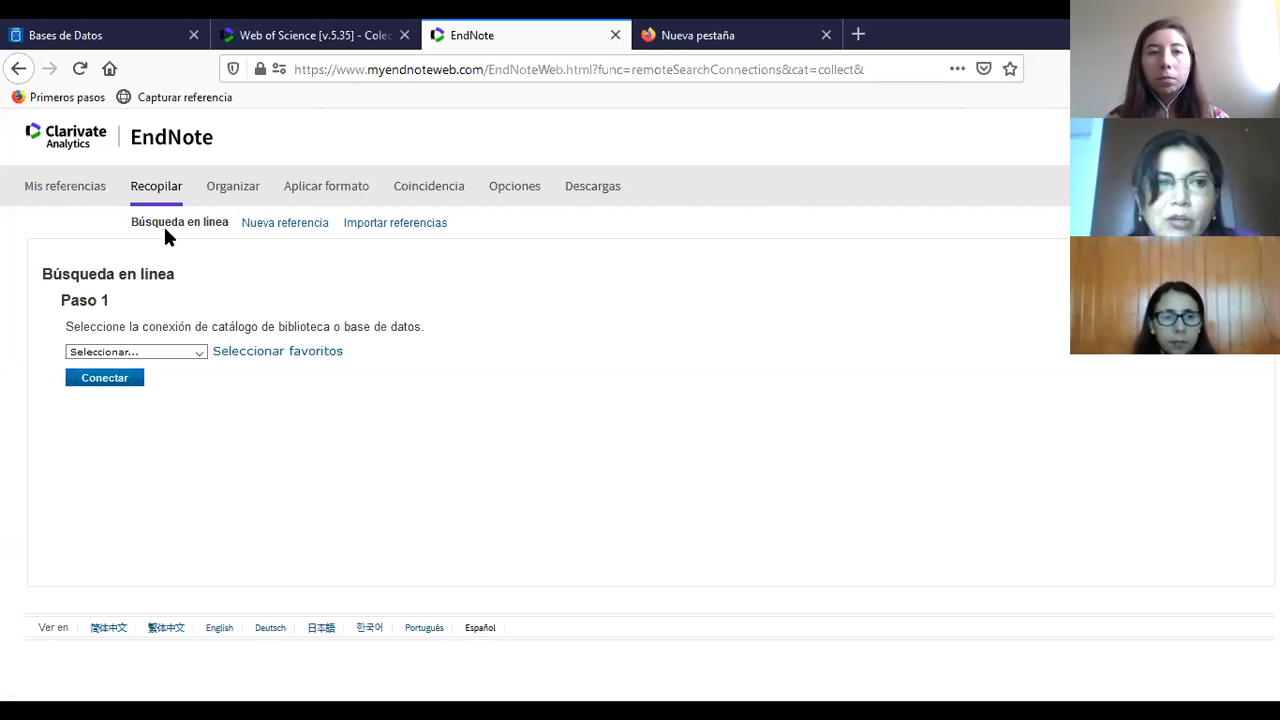 Bases de Datos
Web of Science [v.5.35] - Colec
EndNote
Nueva pestaña
https://www.myendnoteweb.com/EndNoteWeb.html?func=remoteSearchConnections&cat=collect&
Primeros pasos
Capturar referencia
Clarivate
Analytics
EndNote
Mis referencias
Recopilar
Organizar
Aplicar formato
Coincidencia
Opciones
Descargas
Búsqueda en línea
Nueva referencia
Importar referencias
Búsqueda en línea
Paso 1
Seleccione la conexión de catálogo de biblioteca o base de datos.
Seleccionar...
Seleccionar favoritos
Conectar
Ver en
简体中文
繁体中文
English
Deutsch
日本語
한국어
Português
Español